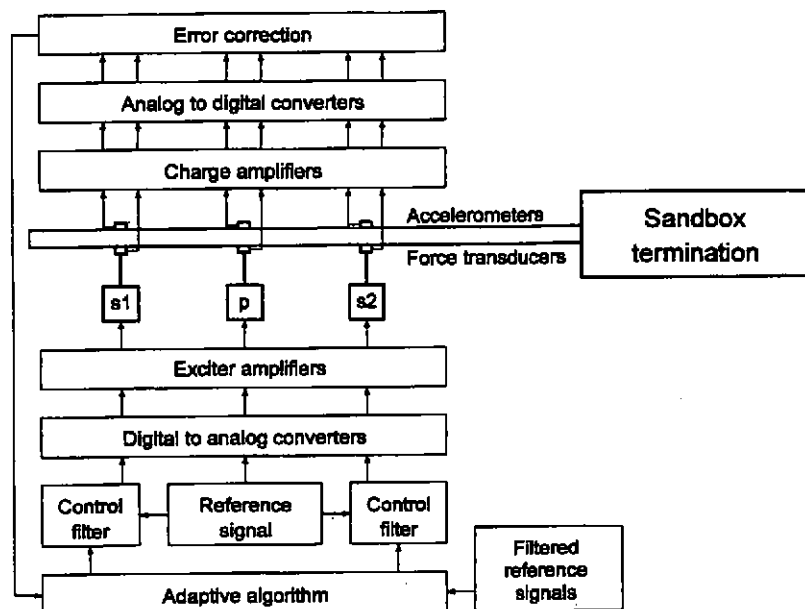 Error correction
Analog to digital converters
Charge amplifiers
Accelerometers
Force transducers
Sandbox
termination
s1
p
s2
Exciter amplifiers
Digital to analog converters
Control
filter
Reference
signal
Control
filter
Filtered
reference
signals
Adaptive algorithm